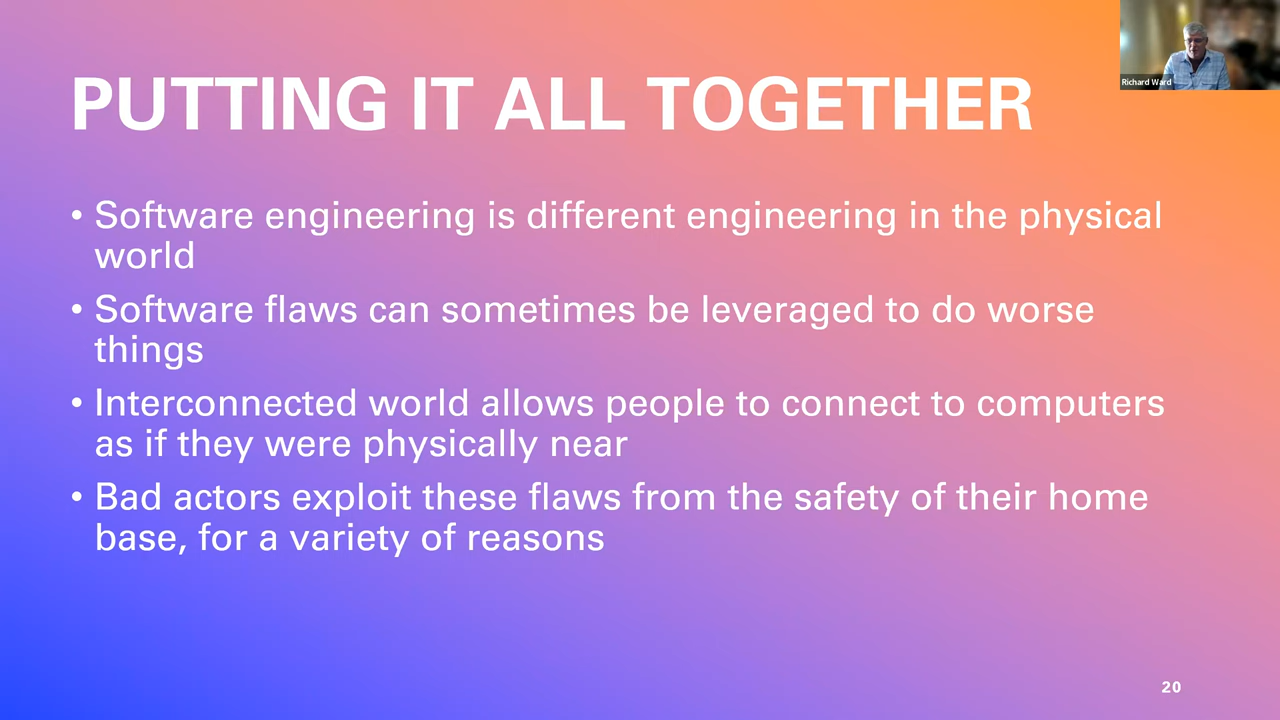 PUTTING IT ALL TOGETHER
Richard Ward
• Software engineering is different engineering in the physical
world
• Software flaws can sometimes be leveraged to do worse
things
• Interconnected world allows people to connect to computers
as if they were physically near
• Bad actors exploit these flaws from the safety of their home
base, for a variety of reasons
20